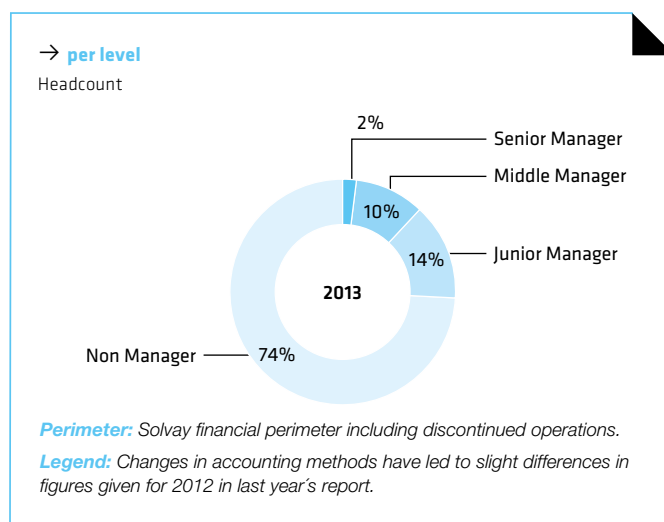 → per level
Headcount
2%
Senior Manager
Middle Manager
10%
14%
Junior Manager
2013
Non Manager
74%
Perimeter: Solvay financial perimeter including discontinued operations.
Legend: Changes in accounting methods have led to slight differences in
figures given for 2012 in last year´s report.